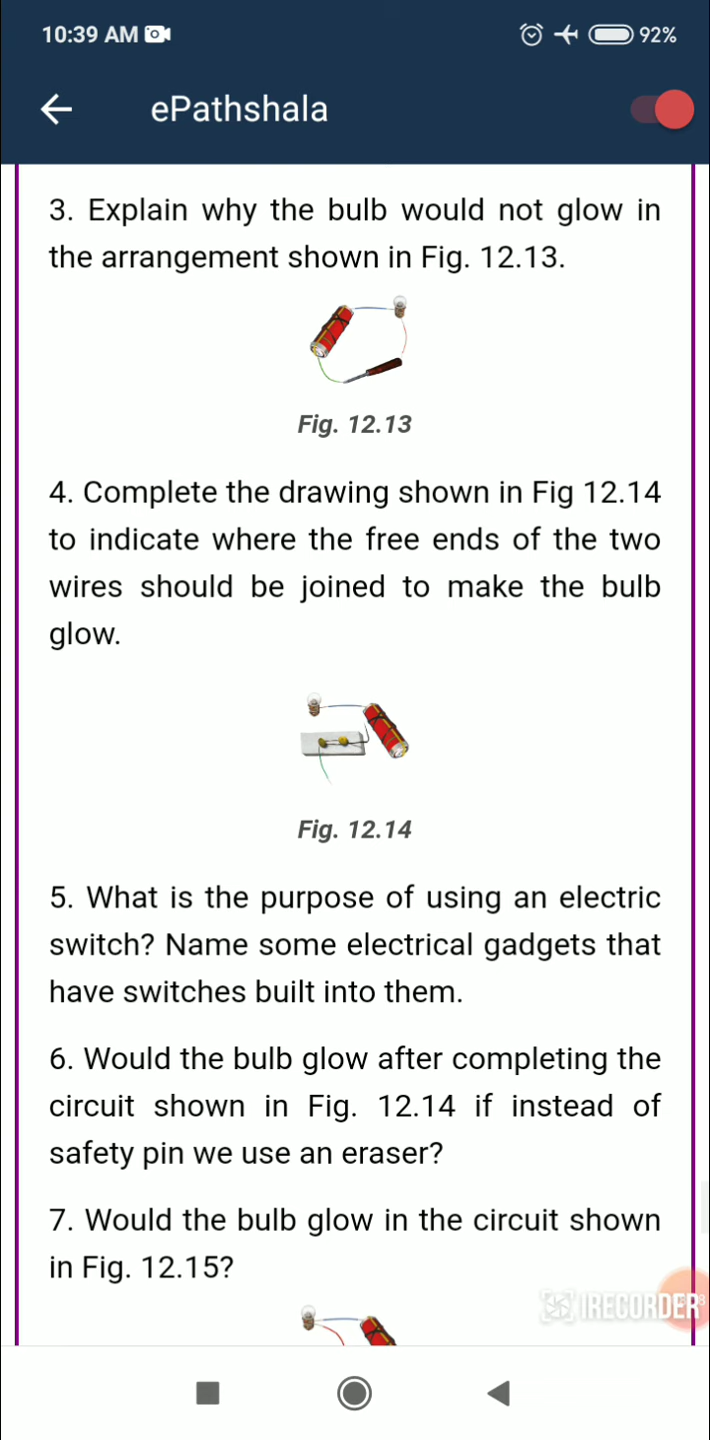 10:39 AM
92%
ePathshala
3. Explain why the bulb would not glow in
the arrangement shown in Fig. 12.13.
Fig. 12.13
4. Complete the drawing shown in Fig 12.14
to indicate where the free ends of the two
wires should be joined to make the bulb
glow.
Fig. 12.14
5. What is the purpose of using an electric
switch? Name some electrical gadgets that
have switches built into them.
6. Would the bulb glow after completing the
circuit shown in Fig. 12.14 if instead of
safety pin we use an eraser?
7. Would the bulb glow in the circuit shown
in Fig. 12.15?
IRECORDER